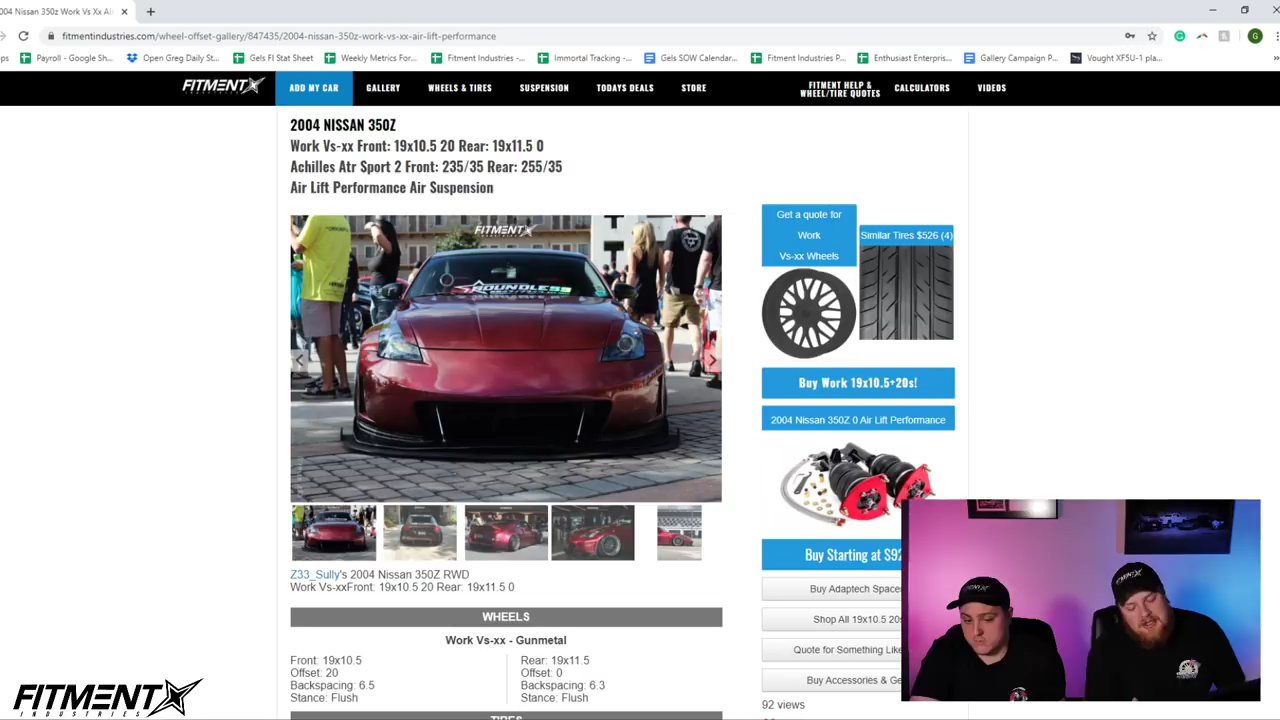 2004 Nissan 350z Work Vs Xx Ai
fitmentindustries.com/wheel-offset-gallery/847435/2004-nissan-350z-work-vs-xx-air-lift-performance
G
ps
Payroll - Google Sh...
Open-Greg Daily St...
Gels FI Stat Sheet
Weekly Metrics For...
Fitment Industries -...
Immortal Tracking -...
Gels SOW Calendar...
Fitment Industries P...
Enthusiast Enterpris...
Gallery Campaign P...
Vought XF5U-1 pla...
FITMENT
INDUSTRIES
ADD MY CAR
GALLERY
WHEELS & TIRES
SUSPENSION
TODAYS DEALS
STORE
FITMENT HELP &
WHEEL/TIRE QUOTES
CALCULATORS
VIDEOS
2004 NISSAN 350Z
Work Vs-xx Front: 19x10.5 20 Rear: 19x11.5 0
Achilles Atr Sport 2 Front: 235/35 Rear: 255/35
Air Lift Performance Air Suspension
FITMENT
INDUSTRIES
BOUNDLESS
Get a quote for
Work
Vs-xx Wheels
Similar Tires $526 (4)
Buy Work 19x10.5+20s!
2004 Nissan 350Z 0 Air Lift Performance
Buy Starting at $92
Buy Adaptech Space
Shop All 19x10.5 20s
Quote for Something Like
Buy Accessories & Ge
92 views
Z33_Sully's 2004 Nissan 350Z RWD
Work Vs-xxFront: 19x10.5 20 Rear: 19x11.5 0
WHEELS
Work Vs-xx - Gunmetal
Front: 19x10.5
Offset: 20
Backspacing: 6.5
Stance: Flush
Rear: 19x11.5
Offset: 0
Backspacing: 6.3
Stance: Flush
TIRES
FITMENT
INDUSTRIES